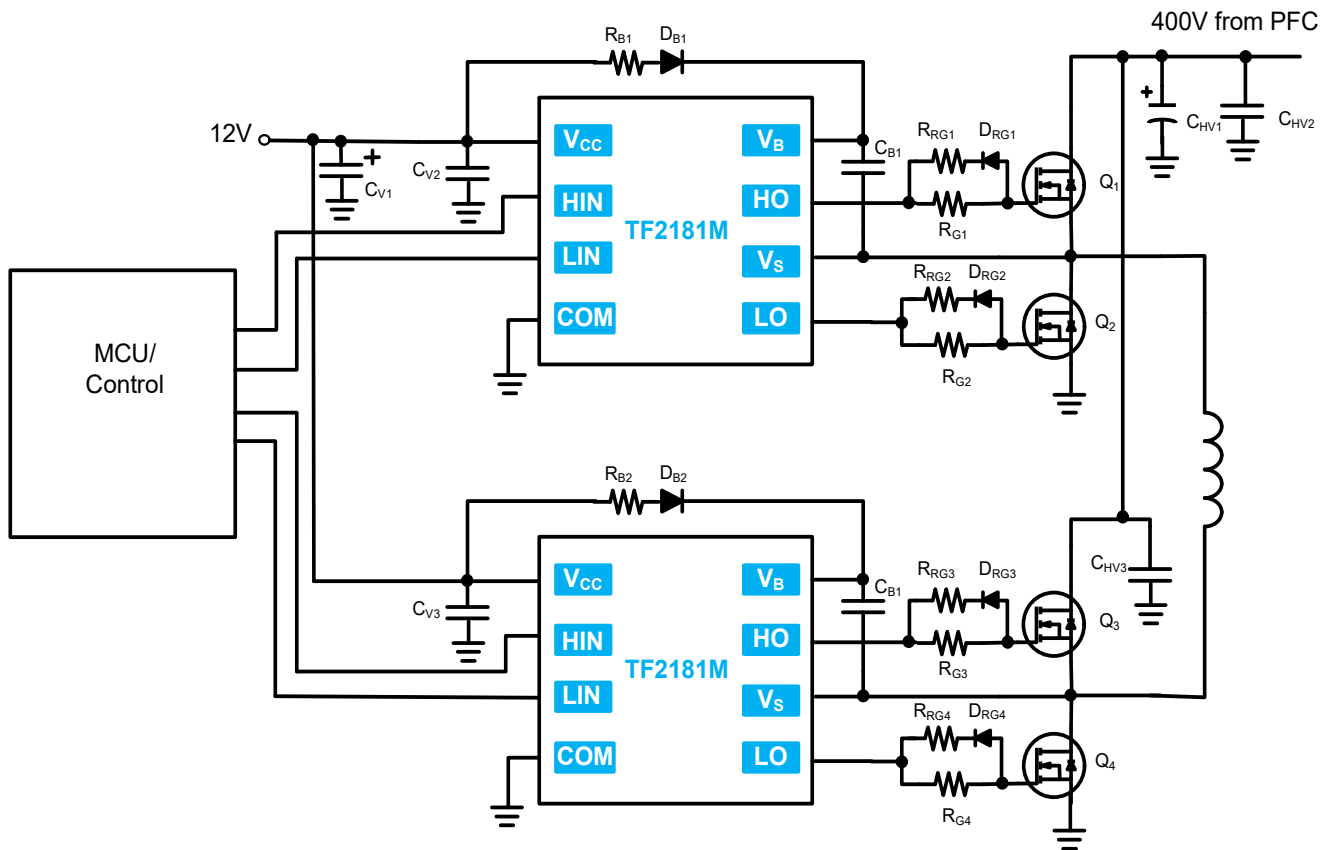 400V from PFC
RB1 DB1
12V
+
CV1
CV2
VCC
HIN
LIN
COM
TF2181M
VB
HO
VS
LO
CB1
RRG1 DRG1
RG1
Q1
+
CHV1
CHV2
RRG2 DRG2
RG2
Q2
MCU/
Control
RB2 DB2
CV3
VCC
HIN
LIN
COM
TF2181M
VB
HO
VS
LO
CB1
RRG3 DRG3
RG3
Q3
CHV3
RRG4 DRG4
RG4
Q4